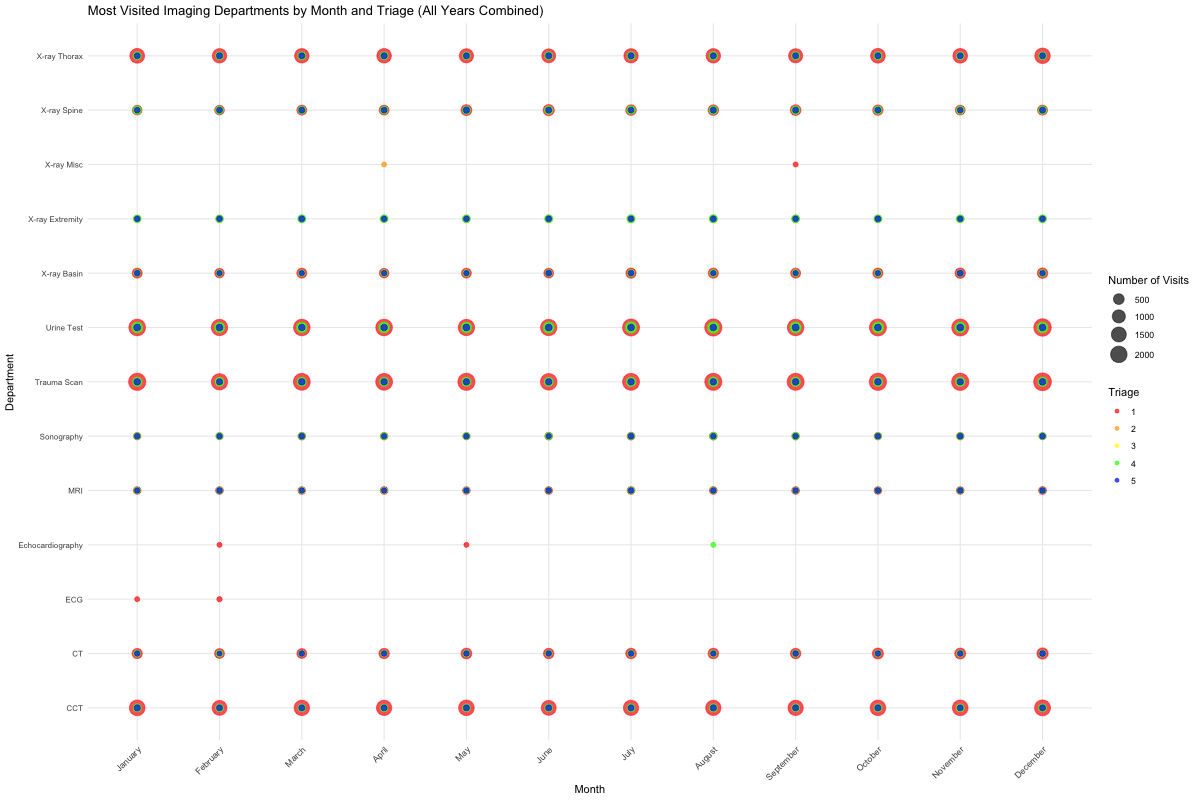 Most Visited Imaging Departments by Month and Triage (All Years Combined)
Department
X-ray Thorax
X-ray Spine
X-ray Misc
X-ray Extremity
X-ray Basin
Urine Test
Trauma Scan
Sonography
MRI
Echocardiography
ECG
CT
CCT
January
February
March
April
May
June
July
August
September
October
November
December
Month
Number of Visits
500
1000
1500
2000
Triage
1
2
3
4
5